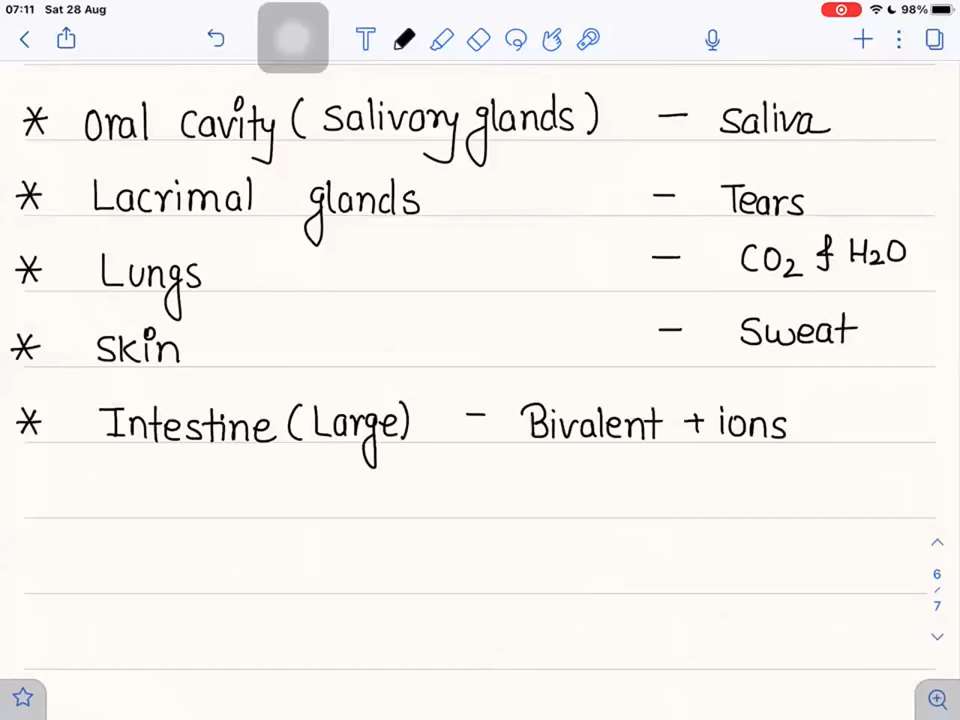 07:11 Sat 28 Aug 98%
T
* Oral cavity ( Salivory glands ) - Saliva
* Lacrimal glands - Tears
* Lungs - CO2 & H2O
* Skin - Sweat
* Intestine (Large) - Bivalent + ions
6
/
7